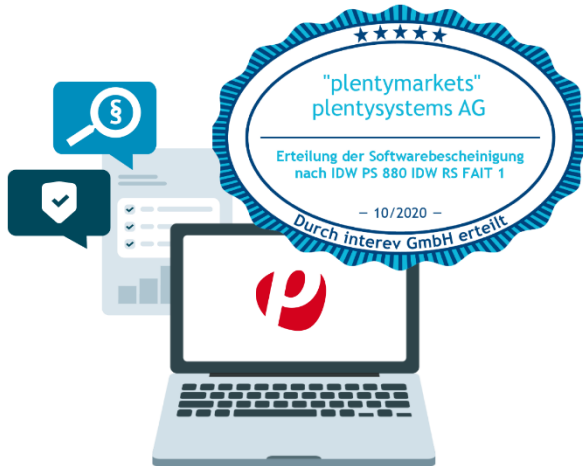 "plentymarkets"
plentysystems AG
Erteilung der Softwarebescheinigung
nach IDW PS 880 IDW RS FAIT 1
– 10/2020 –
Durch interev GmbH erteilt
§
p